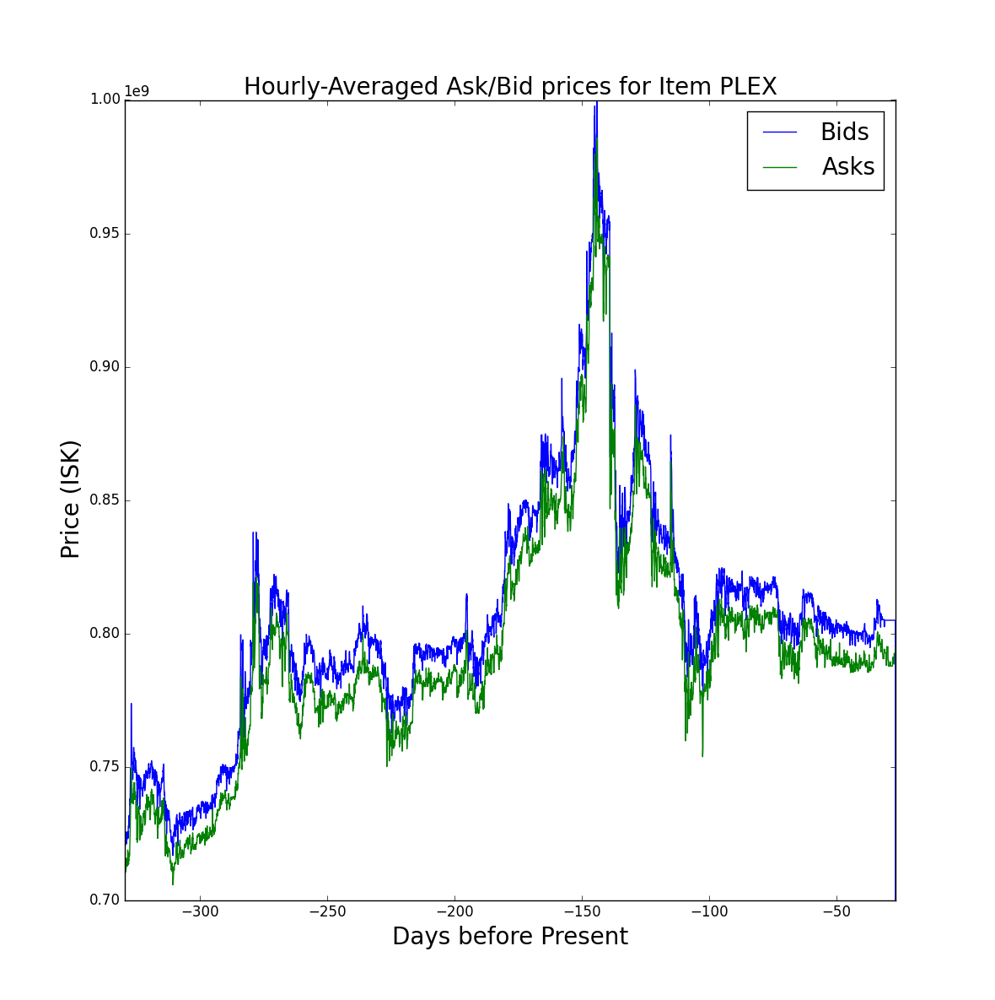 Hourly-Averaged Ask/Bid prices for Item PLEX
1e9
1.00
0.95
0.90
0.85
0.80
0.75
0.70
Price (ISK)
Bids
Asks
−300
−250
−200
−150
−100
−50
Days before Present